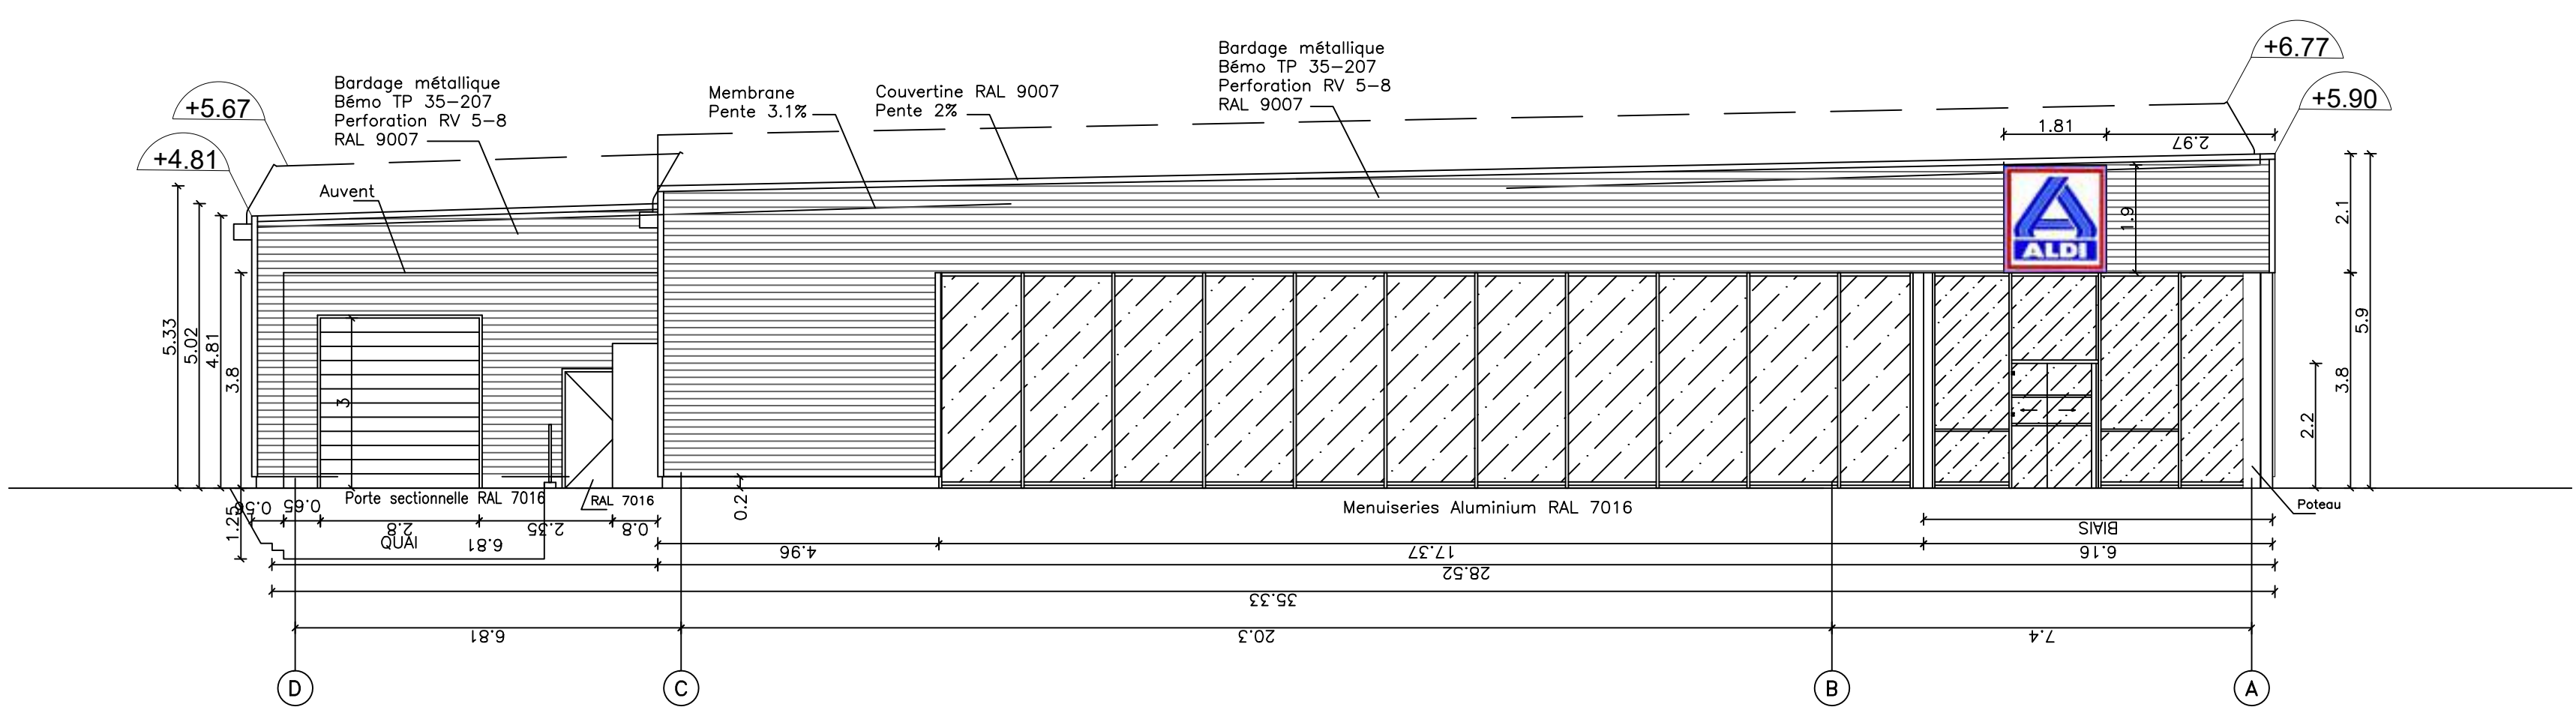 +6.77
+5.90
+5.67
+4.81
Bardage métallique
Bémo TP 35-207
Perforation RV 5-8
RAL 9007
Auvent
Membrane
Pente 3.1%
Couvertine RAL 9007
Pente 2%
Bardage métallique
Bémo TP 35-207
Perforation RV 5-8
RAL 9007
1.81
2.97
ALDI
1.9
2.1
5.9
3.8
2.2
5.33
5.02
4.81
3.8
3
1.25
0.56
0.65
Porte sectionnelle RAL 7016
RAL 7016
0.2
Menuiseries Aluminium RAL 7016
Poteau
2.8
2.55
0.8
QUAI
6.81
BIAIS
4.96
17.37
6.16
28.52
35.33
6.81
20.3
7.4
D
C
B
A